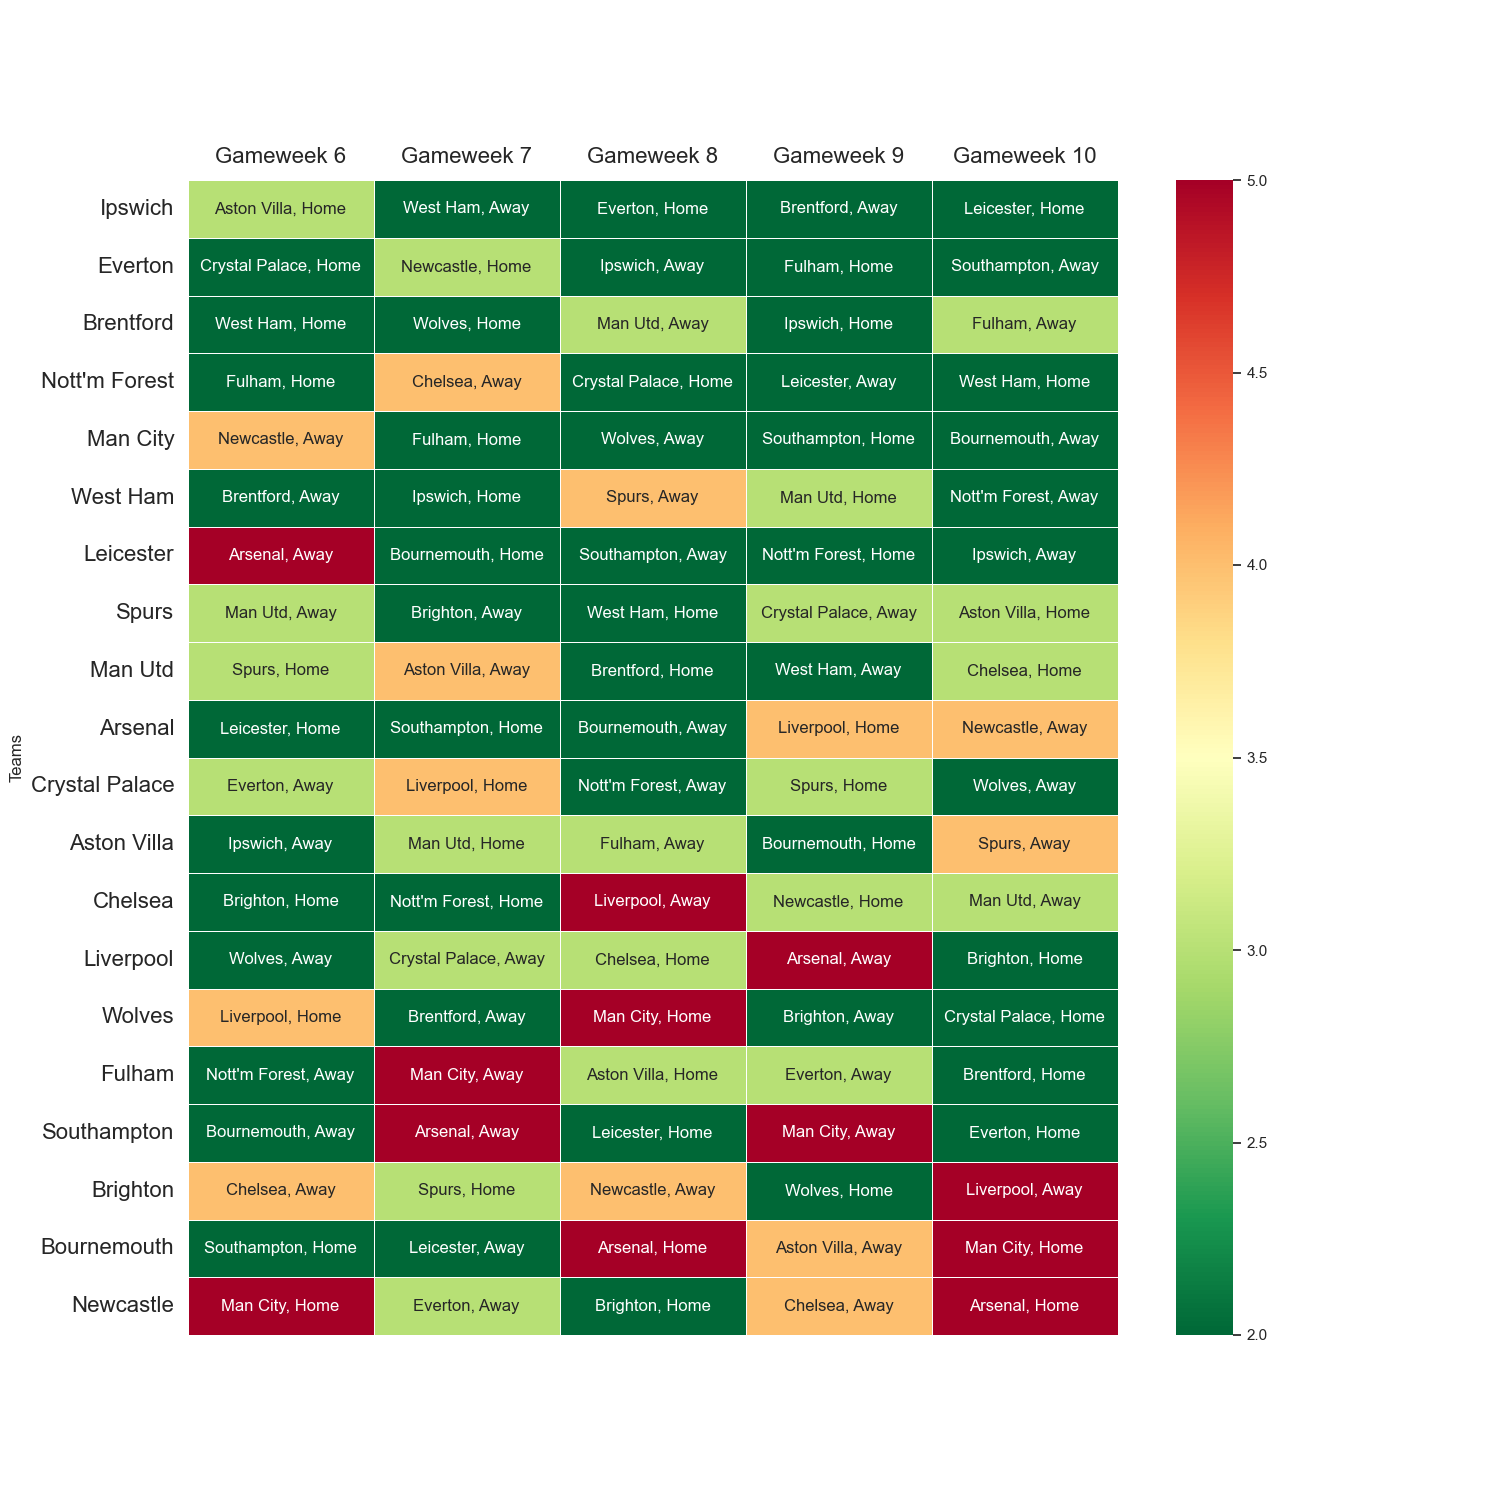 Gameweek 6 Gameweek 7 Gameweek 8 Gameweek 9 Gameweek 10
Ipswich Aston Villa, Home West Ham, Away Everton, Home Brentford, Away Leicester, Home
Everton Crystal Palace, Home Newcastle, Home Ipswich, Away Fulham, Home Southampton, Away
Brentford West Ham, Home Wolves, Home Man Utd, Away Ipswich, Home Fulham, Away
Nott'm Forest Fulham, Home Chelsea, Away Crystal Palace, Home Leicester, Away West Ham, Home
Man City Newcastle, Away Fulham, Home Wolves, Away Southampton, Home Bournemouth, Away
West Ham Brentford, Away Ipswich, Home Spurs, Away Man Utd, Home Nott'm Forest, Away
Leicester Arsenal, Away Bournemouth, Home Southampton, Away Nott'm Forest, Home Ipswich, Away
Spurs Man Utd, Away Brighton, Away West Ham, Home Crystal Palace, Away Aston Villa, Home
Man Utd Spurs, Home Aston Villa, Away Brentford, Home West Ham, Away Chelsea, Home
Arsenal Leicester, Home Southampton, Home Bournemouth, Away Liverpool, Home Newcastle, Away
Crystal Palace Everton, Away Liverpool, Home Nott'm Forest, Away Spurs, Home Wolves, Away
Aston Villa Ipswich, Away Man Utd, Home Fulham, Away Bournemouth, Home Spurs, Away
Chelsea Brighton, Home Nott'm Forest, Home Liverpool, Away Newcastle, Home Man Utd, Away
Liverpool Wolves, Away Crystal Palace, Away Chelsea, Home Arsenal, Away Brighton, Home
Wolves Liverpool, Home Brentford, Away Man City, Home Brighton, Away Crystal Palace, Home
Fulham Nott'm Forest, Away Man City, Away Aston Villa, Home Everton, Away Brentford, Home
Southampton Bournemouth, Away Arsenal, Away Leicester, Home Man City, Away Everton, Home
Brighton Chelsea, Away Spurs, Home Newcastle, Away Wolves, Home Liverpool, Away
Bournemouth Southampton, Home Leicester, Away Arsenal, Home Aston Villa, Away Man City, Home
Newcastle Man City, Home Everton, Away Brighton, Home Chelsea, Away Arsenal, Home
Teams
5.0
4.5
4.0
3.5
3.0
2.5
2.0